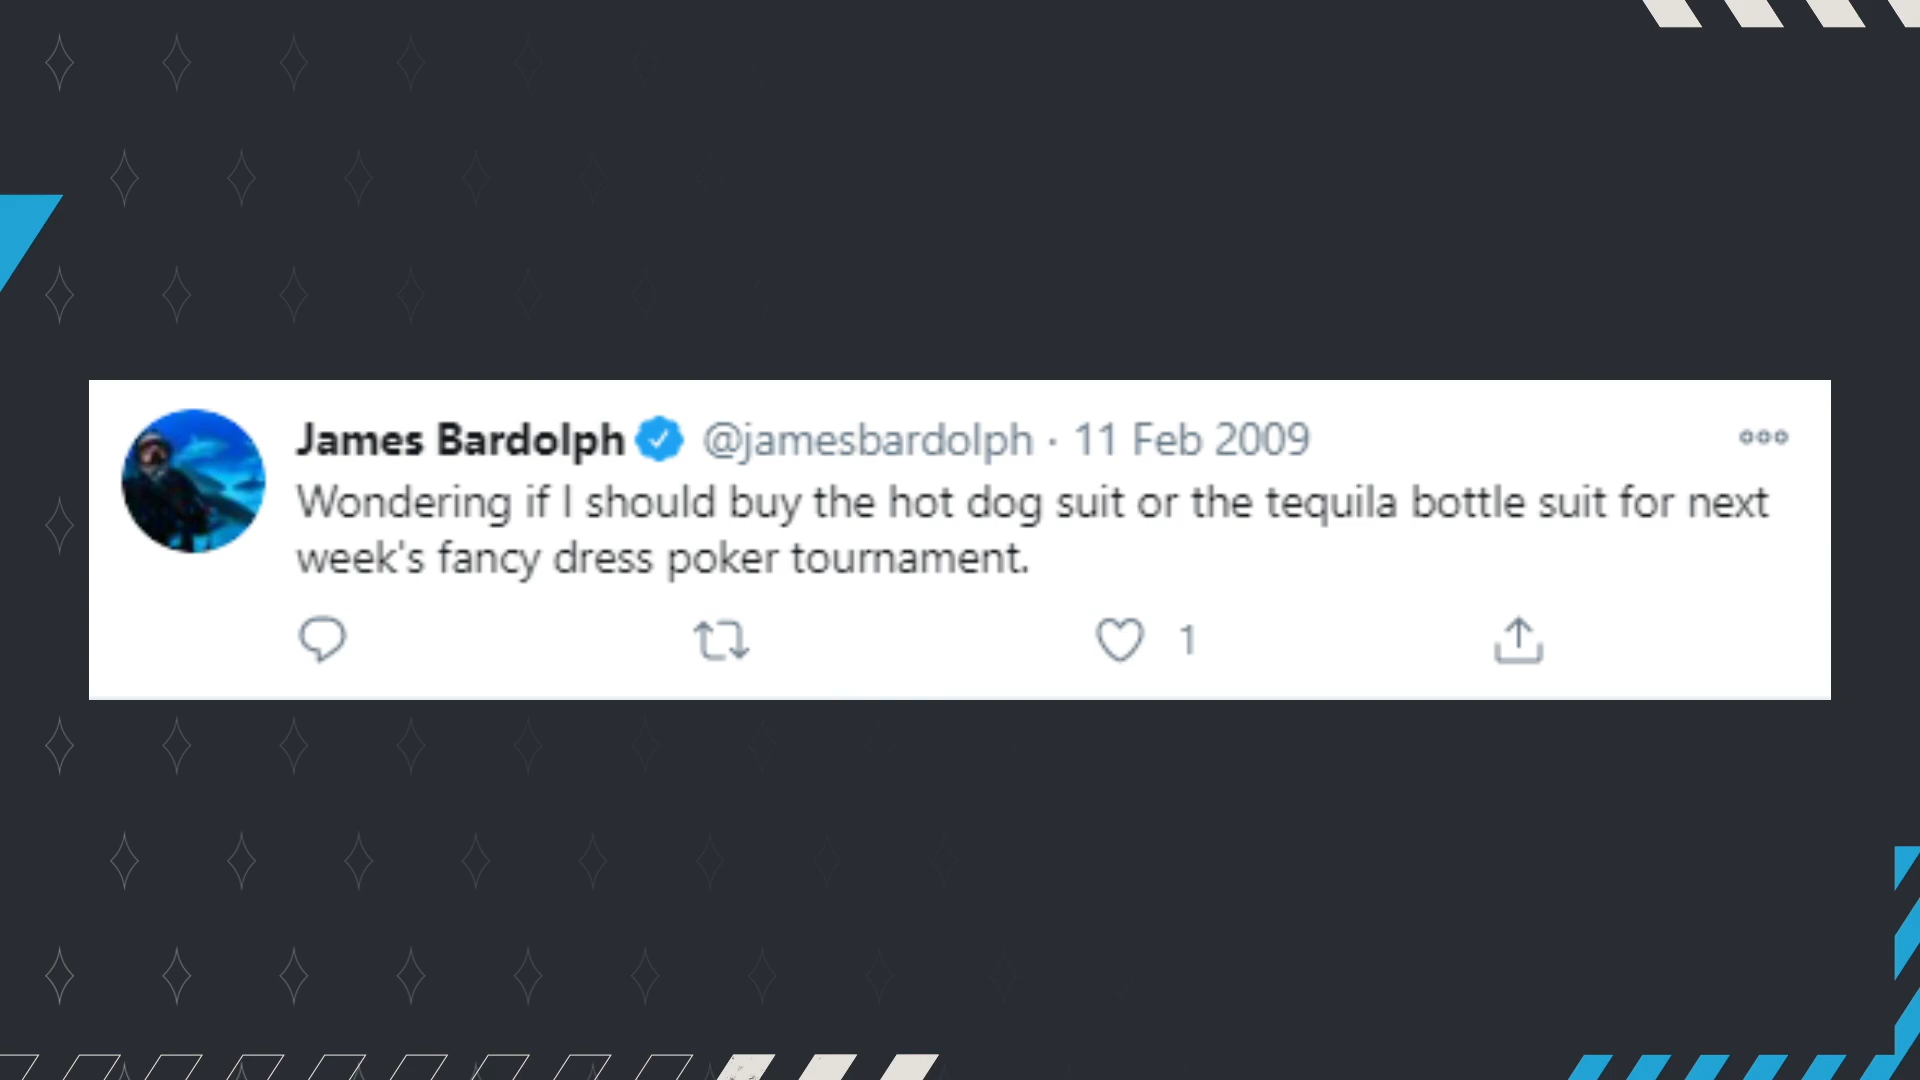 James Bardolph @jamesbardolph · 11 Feb 2009
Wondering if I should buy the hot dog suit or the tequila bottle suit for next
week's fancy dress poker tournament.
1